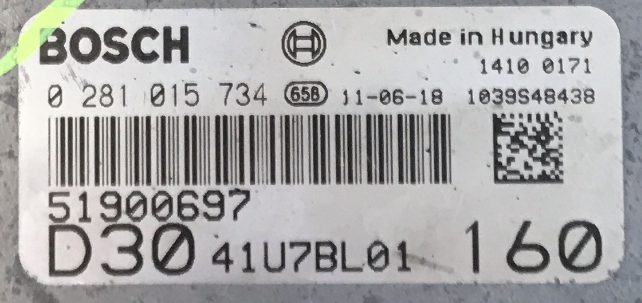 BOSCH Made in Hungary
1410 0171
0 281 015 734 658 11-06-18 1039S48438
51900697
D30 41U7BL01 160